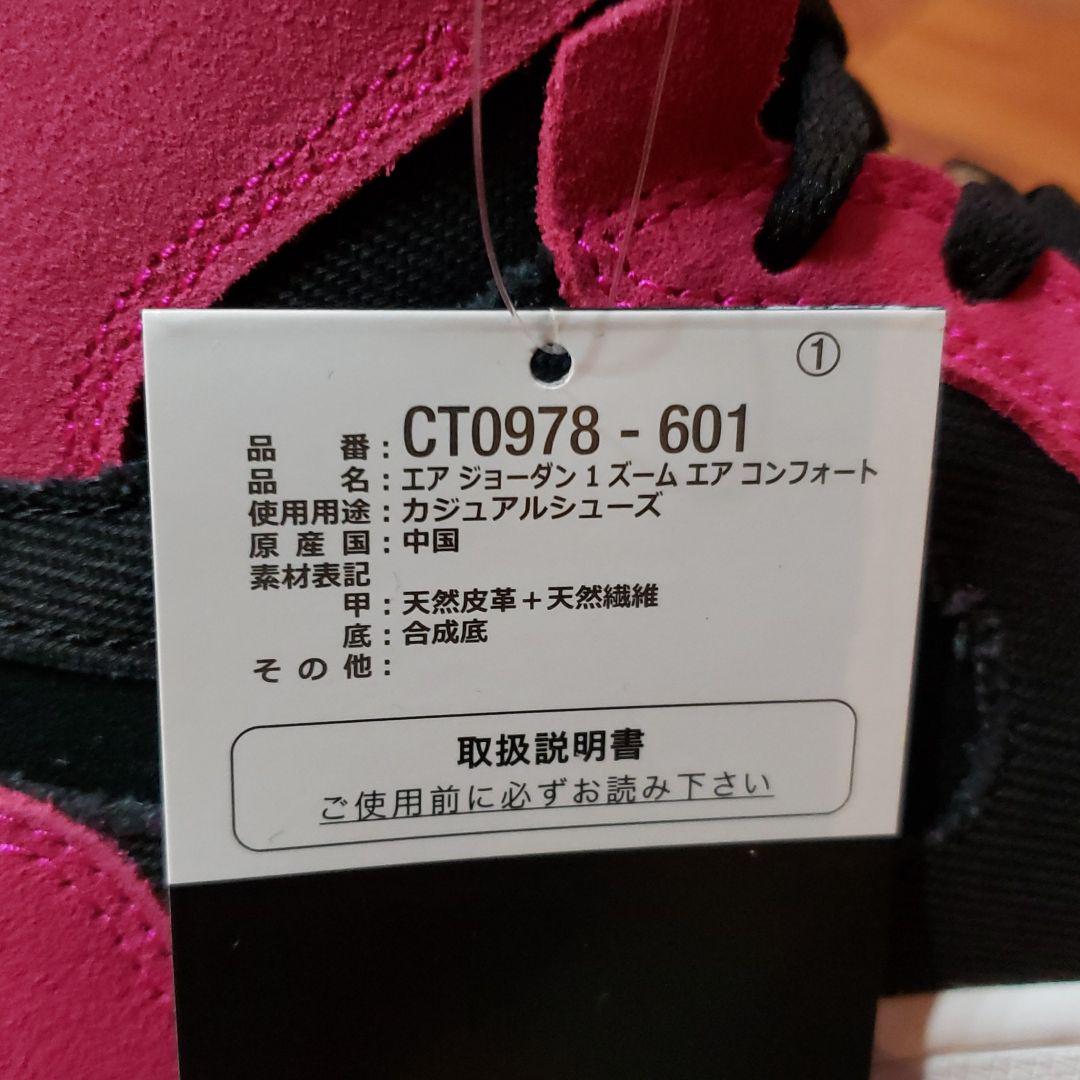 ①
品 番 : CT0978 - 601
品 名 : エア ジョーダン 1 ズーム エア コンフォート
使用用途 : カジュアルシューズ
原 産 国 : 中国
素材表記
甲 : 天然皮革+天然繊維
底 : 合成底
そ の 他 :
取扱説明書
ご使用前に必ずお読み下さい